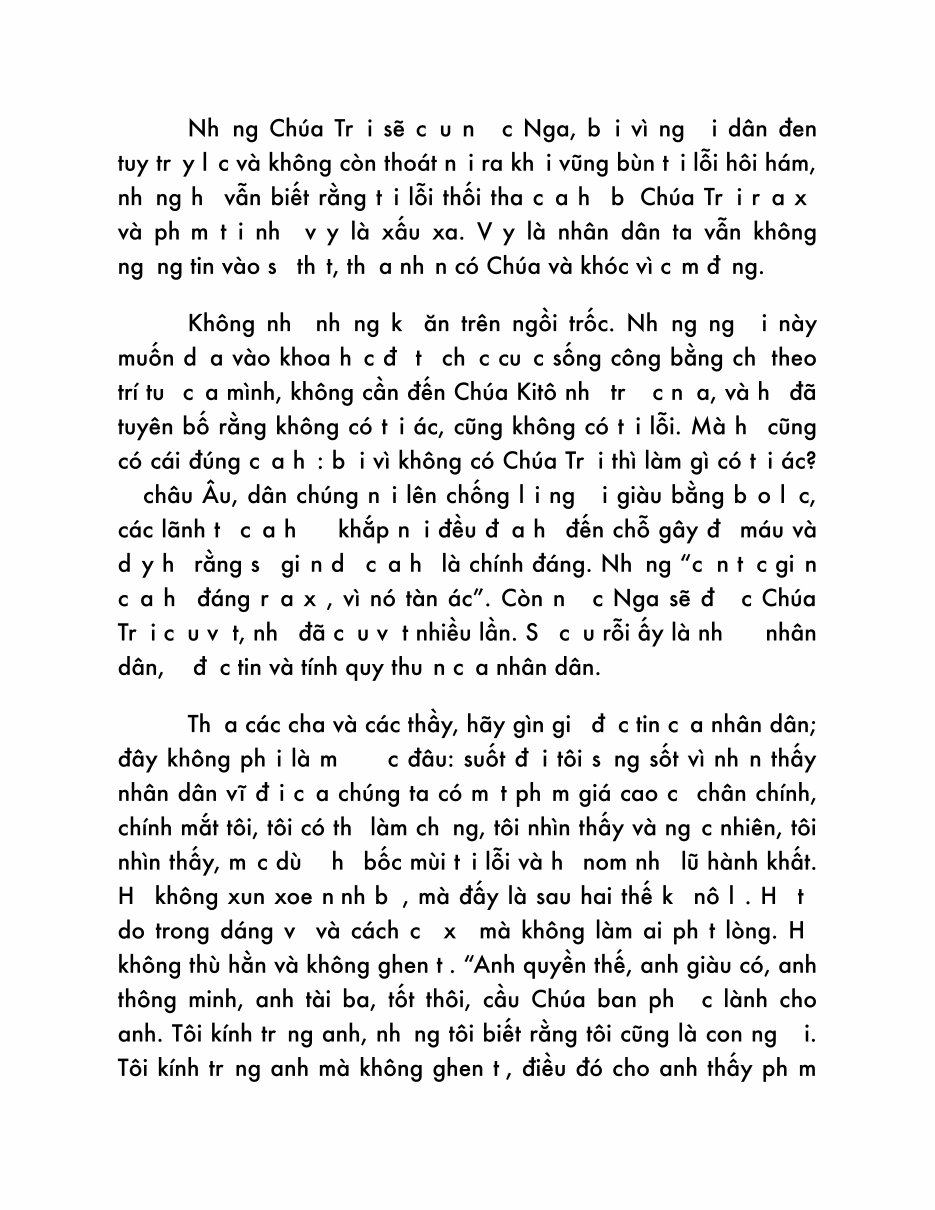 Nh ng Chúa Tr i sẽ c u n c Nga, b i vì ng i dân đen
tuy tr y l c và không còn thoát n i ra kh i vũng bùn t i lỗi hôi hám,
nh ng h vẫn biết rằng t i lỗi thối tha c a h b Chúa Tr i r a x
và ph m t i nh v y là xấu xa. V y là nhân dân ta vẫn không
ng ng tin vào s th t, th a nh n có Chúa và khóc vì c m đ ng.
Không nh nh ng k ăn trên ngồi trốc. Nh ng ng i này
muốn d a vào khoa h c đ t ch c cu c sống công bằng ch theo
trí tu c a mình, không cần đến Chúa Kitô nh tr c n a, và h đã
tuyên bố rằng không có t i ác, cũng không có t i lỗi. Mà h cũng
có cái đúng c a h : b i vì không có Chúa Tr i thì làm gì có t i ác?
châu Âu, dân chúng n i lên chống l i ng i giàu bằng b o l c,
các lãnh t c a h khắp n i đều đ a h đến chỗ gây đ máu và
d y h rằng s gi n d c a h là chính đáng. Nh ng “c n t c gi n
c a h đáng r a x , vì nó tàn ác”. Còn n c Nga sẽ đ c Chúa
Tr i c u v t, nh đã c u v t nhiều lần. S c u rỗi ấy là nh nhân
dân, đ c tin và tính quy thu n c a nhân dân.
Th a các cha và các thầy, hãy gìn gi đ c tin c a nhân dân;
đây không ph i là m c đâu: suốt đ i tôi s ng sốt vì nh n thấy
nhân dân vĩ đ i c a chúng ta có m t ph m giá cao c chân chính,
chính mắt tôi, tôi có th làm ch ng, tôi nhìn thấy và ng c nhiên, tôi
nhìn thấy, m c dù h bốc mùi t i lỗi và h nom nh lũ hành khất.
H không xun xoe n nh b , mà đấy là sau hai thế k nô l . H t
do trong dáng v và cách c x mà không làm ai ph t lòng. H
không thù hằn và không ghen t . “Anh quyền thế, anh giàu có, anh
thông minh, anh tài ba, tốt thôi, cầu Chúa ban ph c lành cho
anh. Tôi kính tr ng anh, nh ng tôi biết rằng tôi cũng là con ng i.
Tôi kính tr ng anh mà không ghen t , điều đó cho anh thấy ph m